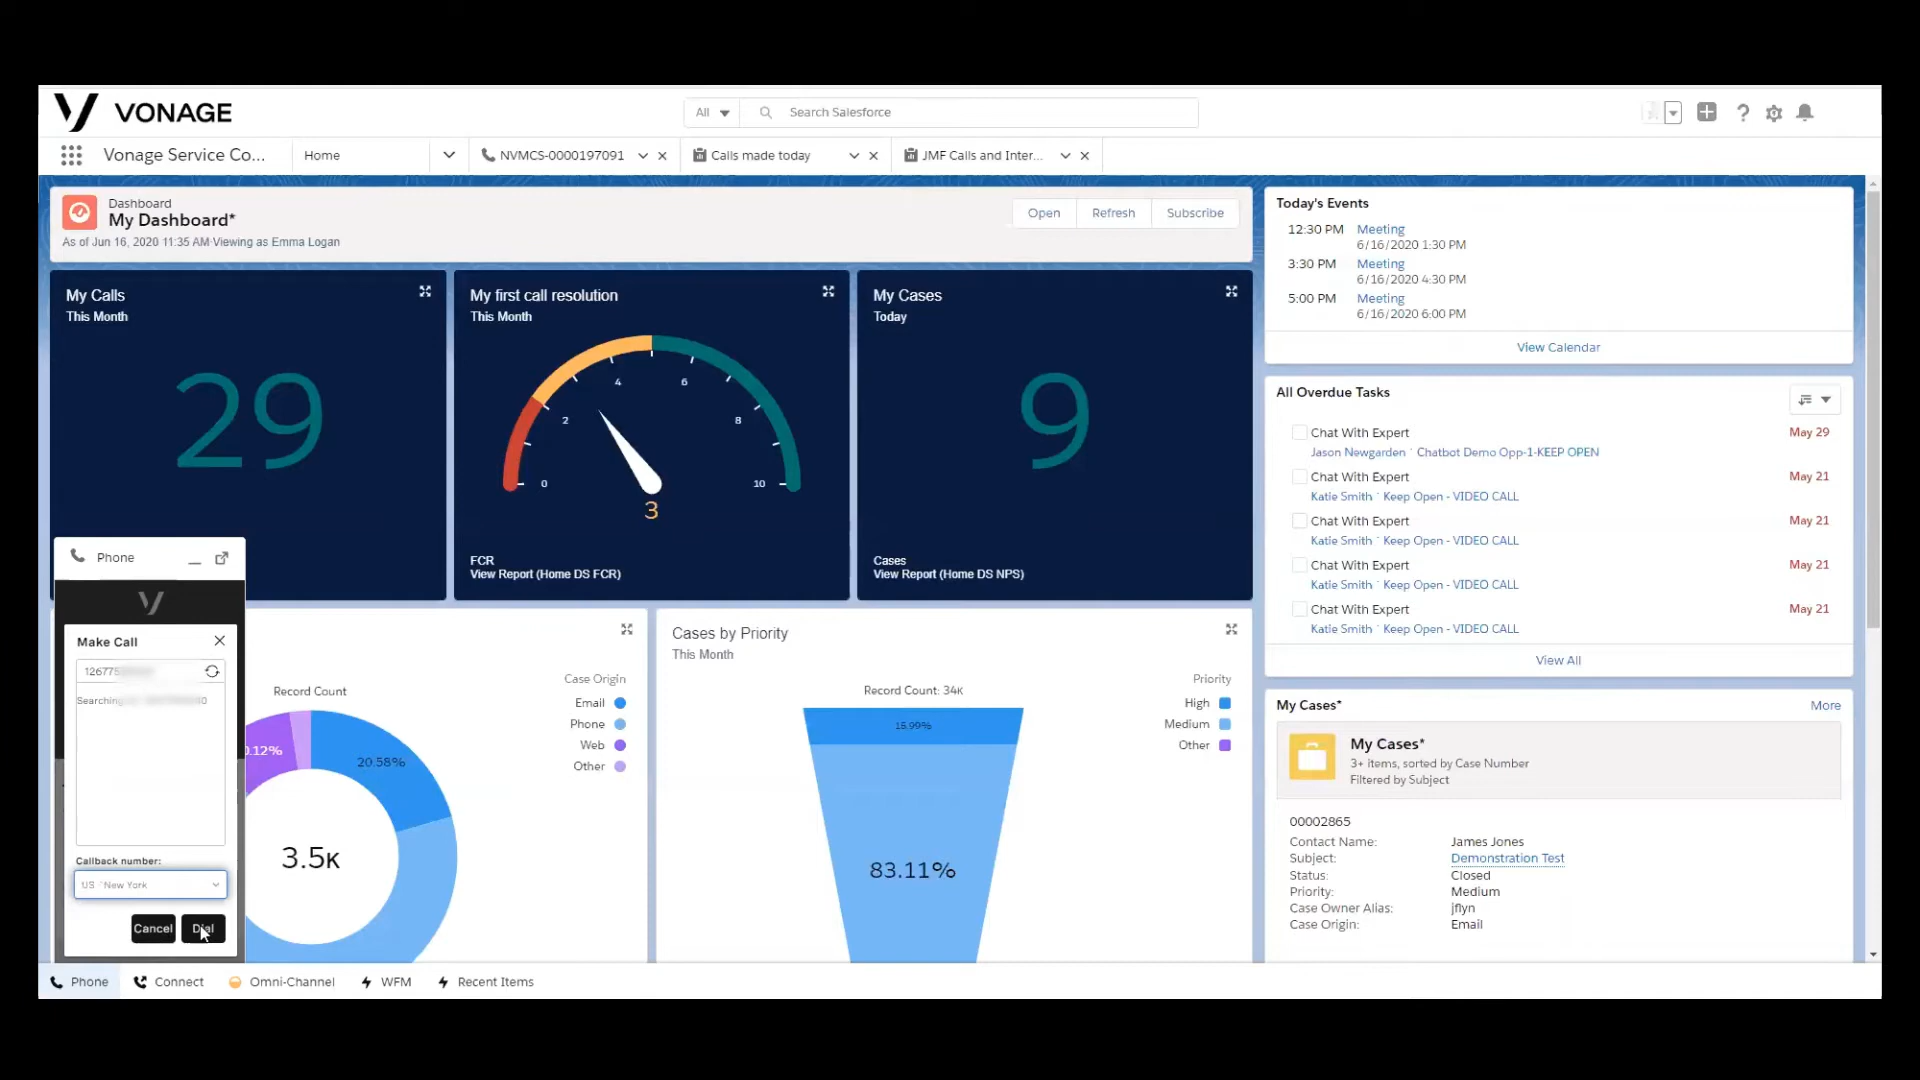 VONAGE
All
Search Salesforce
Vonage Service Co...
Home
NVMCS-0000197091
Calls made today
JMF Calls and Inter...
Dashboard
My Dashboard*
As of Jun 16, 2020 11:35 AM·Viewing as Emma Logan
Open
Refresh
Subscribe
My Calls
This Month
29
My first call resolution
This Month
0
2
4
6
8
10
3
FCR
View Report (Home DS FCR)
My Cases
Today
9
Cases
View Report (Home DS NPS)
Phone
Make Call
Searching
Callback number:
US New York
Cancel
Dial
Record Count
20.58%
3.5K
Case Origin
Email
Phone
Web
Other
Cases by Priority
This Month
Record Count: 34K
15.99%
83.11%
Priority
High
Medium
Other
Today's Events
12:30 PM Meeting
6/16/2020 1:30 PM
3:30 PM Meeting
6/16/2020 4:30 PM
5:00 PM Meeting
6/16/2020 6:00 PM
View Calendar
All Overdue Tasks
Chat With Expert May 29
Jason Newgarden · Chatbot Demo Opp-1-KEEP OPEN
Chat With Expert May 21
Katie Smith · Keep Open - VIDEO CALL
Chat With Expert May 21
Katie Smith · Keep Open - VIDEO CALL
Chat With Expert May 21
Katie Smith · Keep Open - VIDEO CALL
Chat With Expert May 21
Katie Smith · Keep Open - VIDEO CALL
View All
My Cases* More
My Cases*
3+ items, sorted by Case Number
Filtered by Subject
00002865
Contact Name: James Jones
Subject: Demonstration Test
Status: Closed
Priority: Medium
Case Owner Alias: jflyn
Case Origin: Email
Phone
Connect
Omni-Channel
WFM
Recent Items